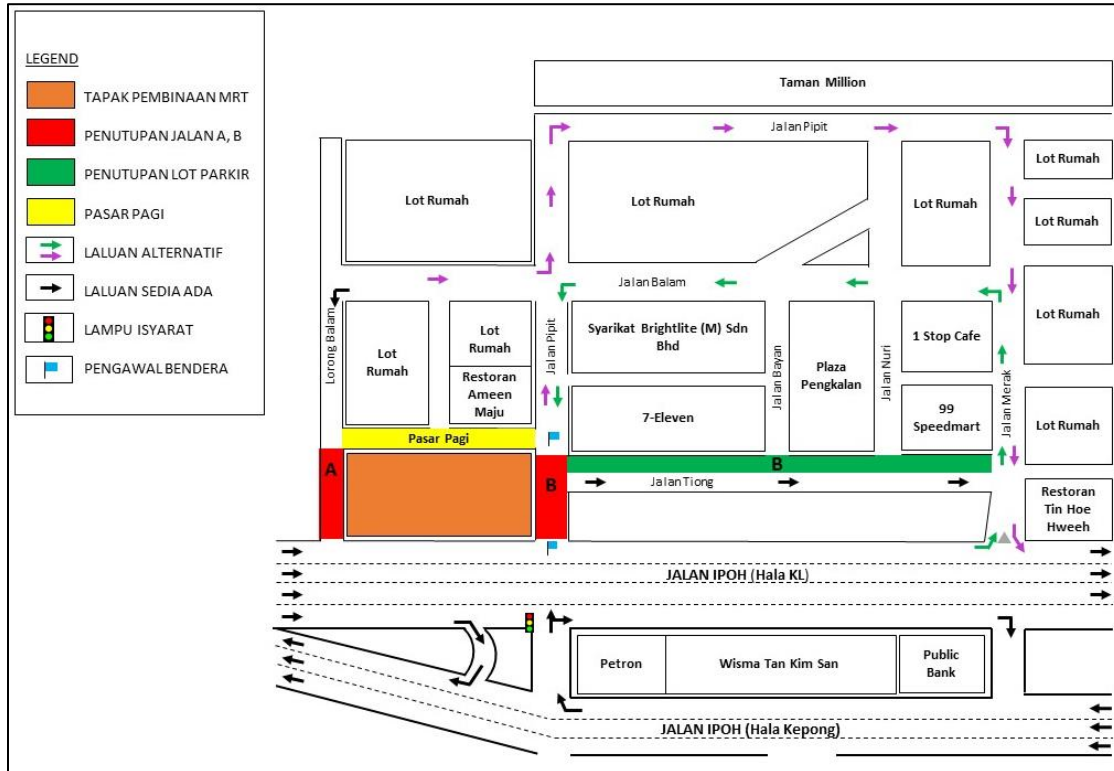 LEGEND
TAPAK PEMBINAAN MRT
PENUTUPAN JALAN A, B
PENUTUPAN LOT PARKIR
PASAR PAGI
LALUAN ALTERNATIF
LALUAN SEDIA ADA
LAMPU ISYARAT
PENGAWAL BENDERA
Taman Million
Jalan Pipit
Lot Rumah
Lot Rumah
Lot Rumah
Lot Rumah
Lot Rumah
Jalan Balam
Lorong Balam
Lot
Rumah
Lot
Rumah
Restoran
Ameen
Maju
Jalan Pipit
Syarikat Brightlite (M) Sdn
Bhd
7-Eleven
Jalan Bayan
Plaza
Pengkalan
Jalan Nuri
1 Stop Cafe
99
Speedmart
Jalan Merak
Lot Rumah
Lot Rumah
Pasar Pagi
A
B
B
Jalan Tiong
Restoran
Tin Hoe
Hweeh
JALAN IPOH (Hala KL)
Petron
Wisma Tan Kim San
Public
Bank
JALAN IPOH (Hala Kepong)